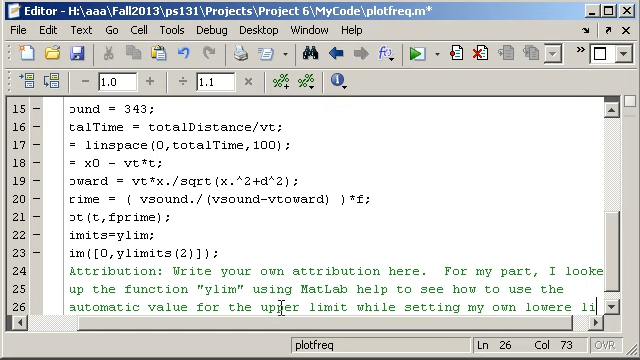 Editor - H:\aaa\Fall2013\ps131\Projects\Project 6\MyCode\plotfreq.m*
File Edit Text Go Cell Tools Debug Desktop Window Help
1.0 1.1
15 ound = 343;
16 talTime = totalDistance/vt;
17 = linspace(0,totalTime,100);
18 = x0 - vt*t;
19 oward = vt*x./sqrt(x.^2+d^2);
20 rime = ( vsound./(vsound-vtoward) )*f;
21 ot(t,fprime);
22 imits=ylim;
23 im([0,ylimits(2)]);
24 Attribution: Write your own attribution here. For my part, I looke
25 up the function "ylim" using MatLab help to see how to use the
26 automatic value for the upper limit while setting my own lowere li
plotfreq Ln 26 Col 73 OVR